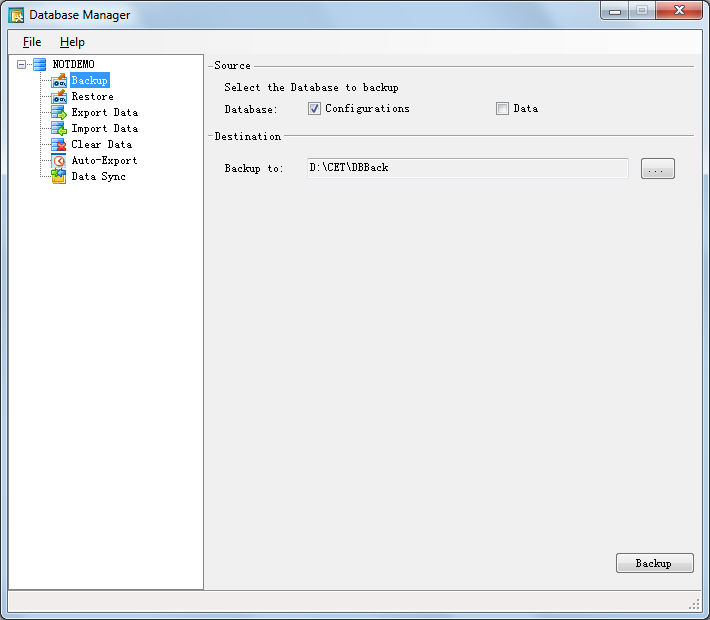 Database Manager
File Help
NOTDEMO
Backup
Restore
Export Data
Import Data
Clear Data
Auto-Export
Data Sync
Source
Select the Database to backup
Database: Configurations Data
Destination
Backup to: D:\CET\DBBack ...
Backup